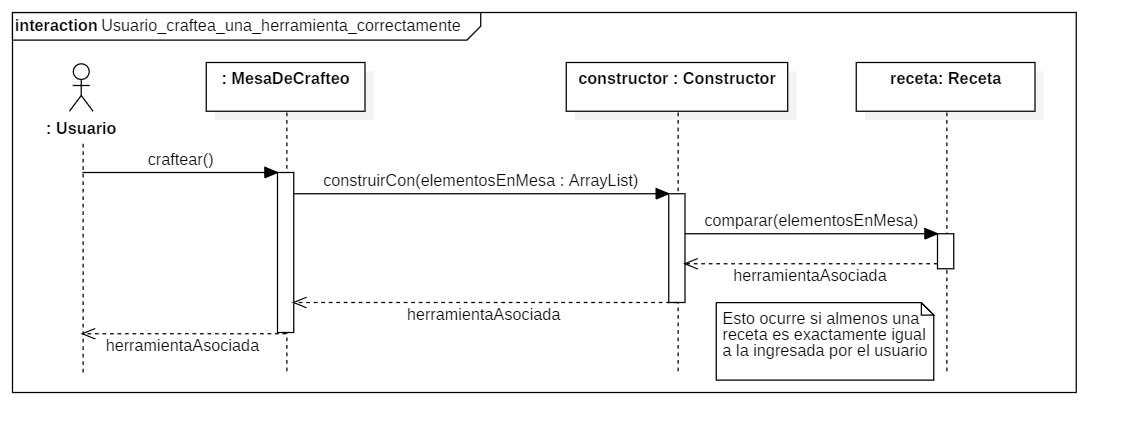 interaction Usuario_craftea_una_herramienta_correctamente
: MesaDeCrafteo
constructor : Constructor
receta: Receta
: Usuario
craftear()
construirCon(elementosEnMesa : ArrayList)
comparar(elementosEnMesa)
herramientaAsociada
herramientaAsociada
herramientaAsociada
Esto ocurre si almenos una
receta es exactamente igual
a la ingresada por el usuario